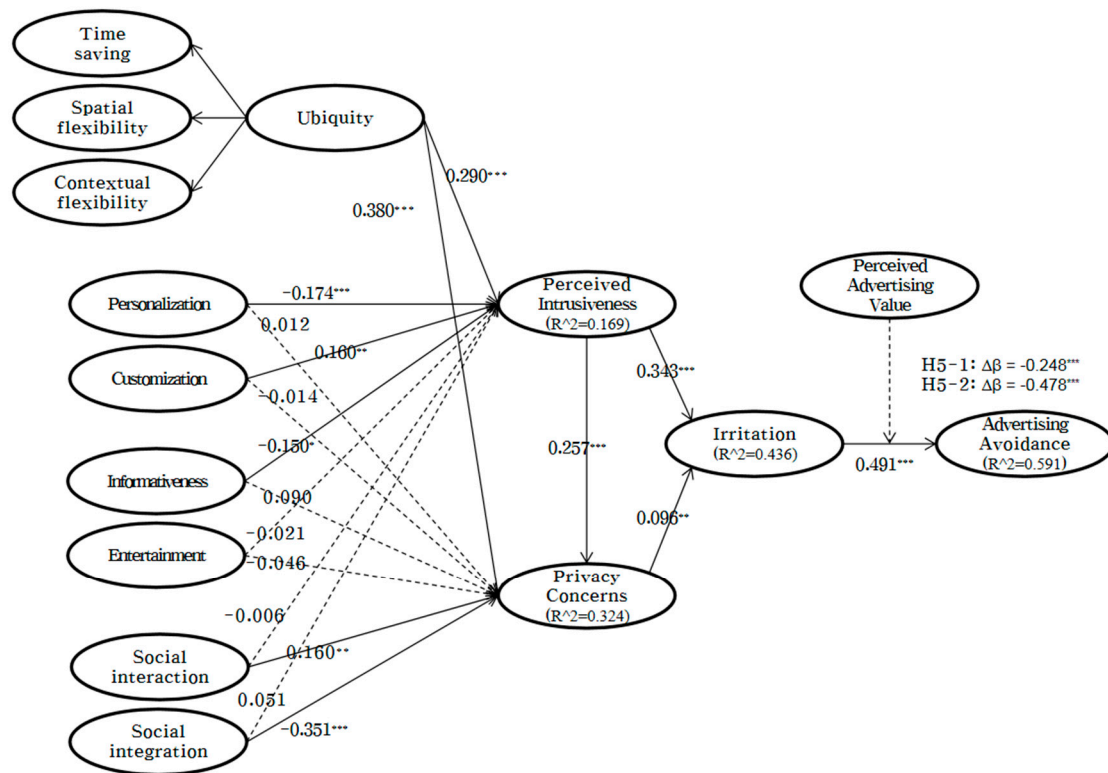 Time
saving
Spatial
flexibility
Contextual
flexibility
Ubiquity
0.290***
0.380***
Personalization
-0.174***
0.012
Customization
0.160**
-0.014
Informativeness
-0.150*
0.090
Entertainment
-0.021
-0.046
Social
interaction
-0.006
0.160**
Social
integration
0.051
-0.351***
Perceived
Intrusiveness
(R^2=0.169)
0.257***
Privacy
Concerns
(R^2=0.324)
0.343***
0.096**
Irritation
(R^2=0.436)
Perceived
Advertising
Value
H5-1: Δβ = -0.248***
H5-2: Δβ = -0.478***
0.491***
Advertising
Avoidance
(R^2=0.591)